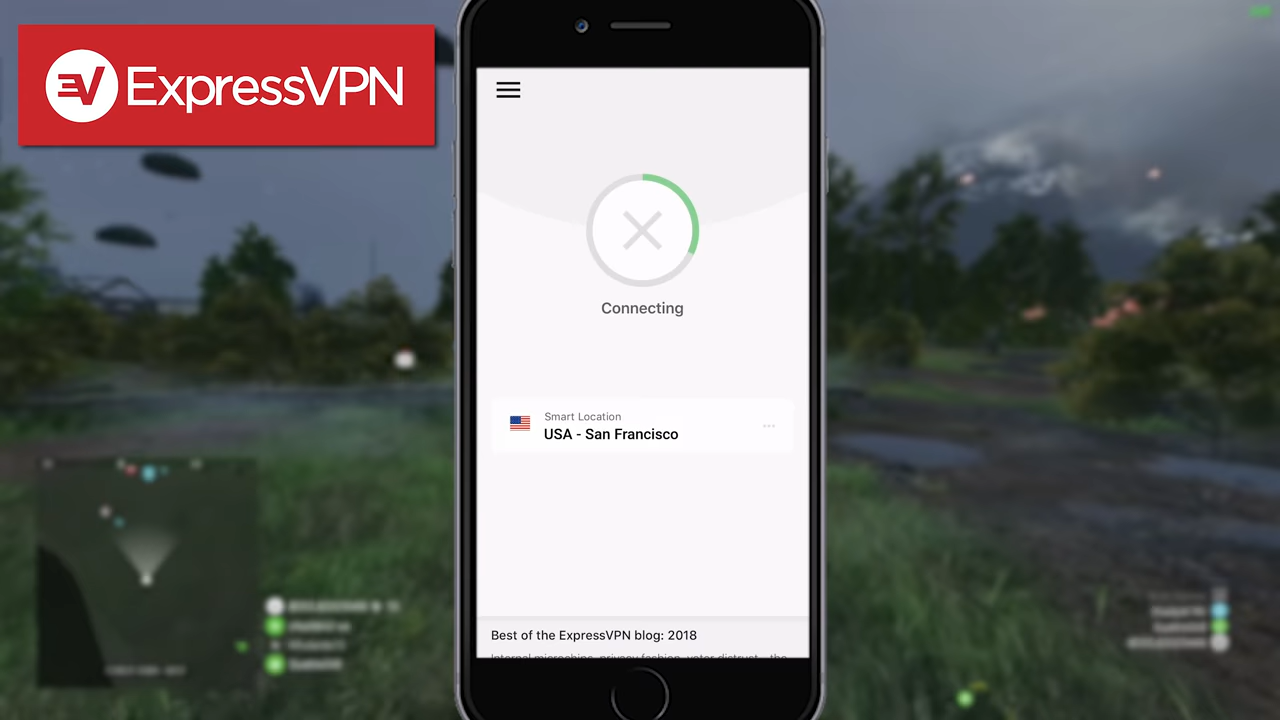 ExpressVPN
Connecting
Smart Location
USA - San Francisco
Best of the ExpressVPN blog: 2018